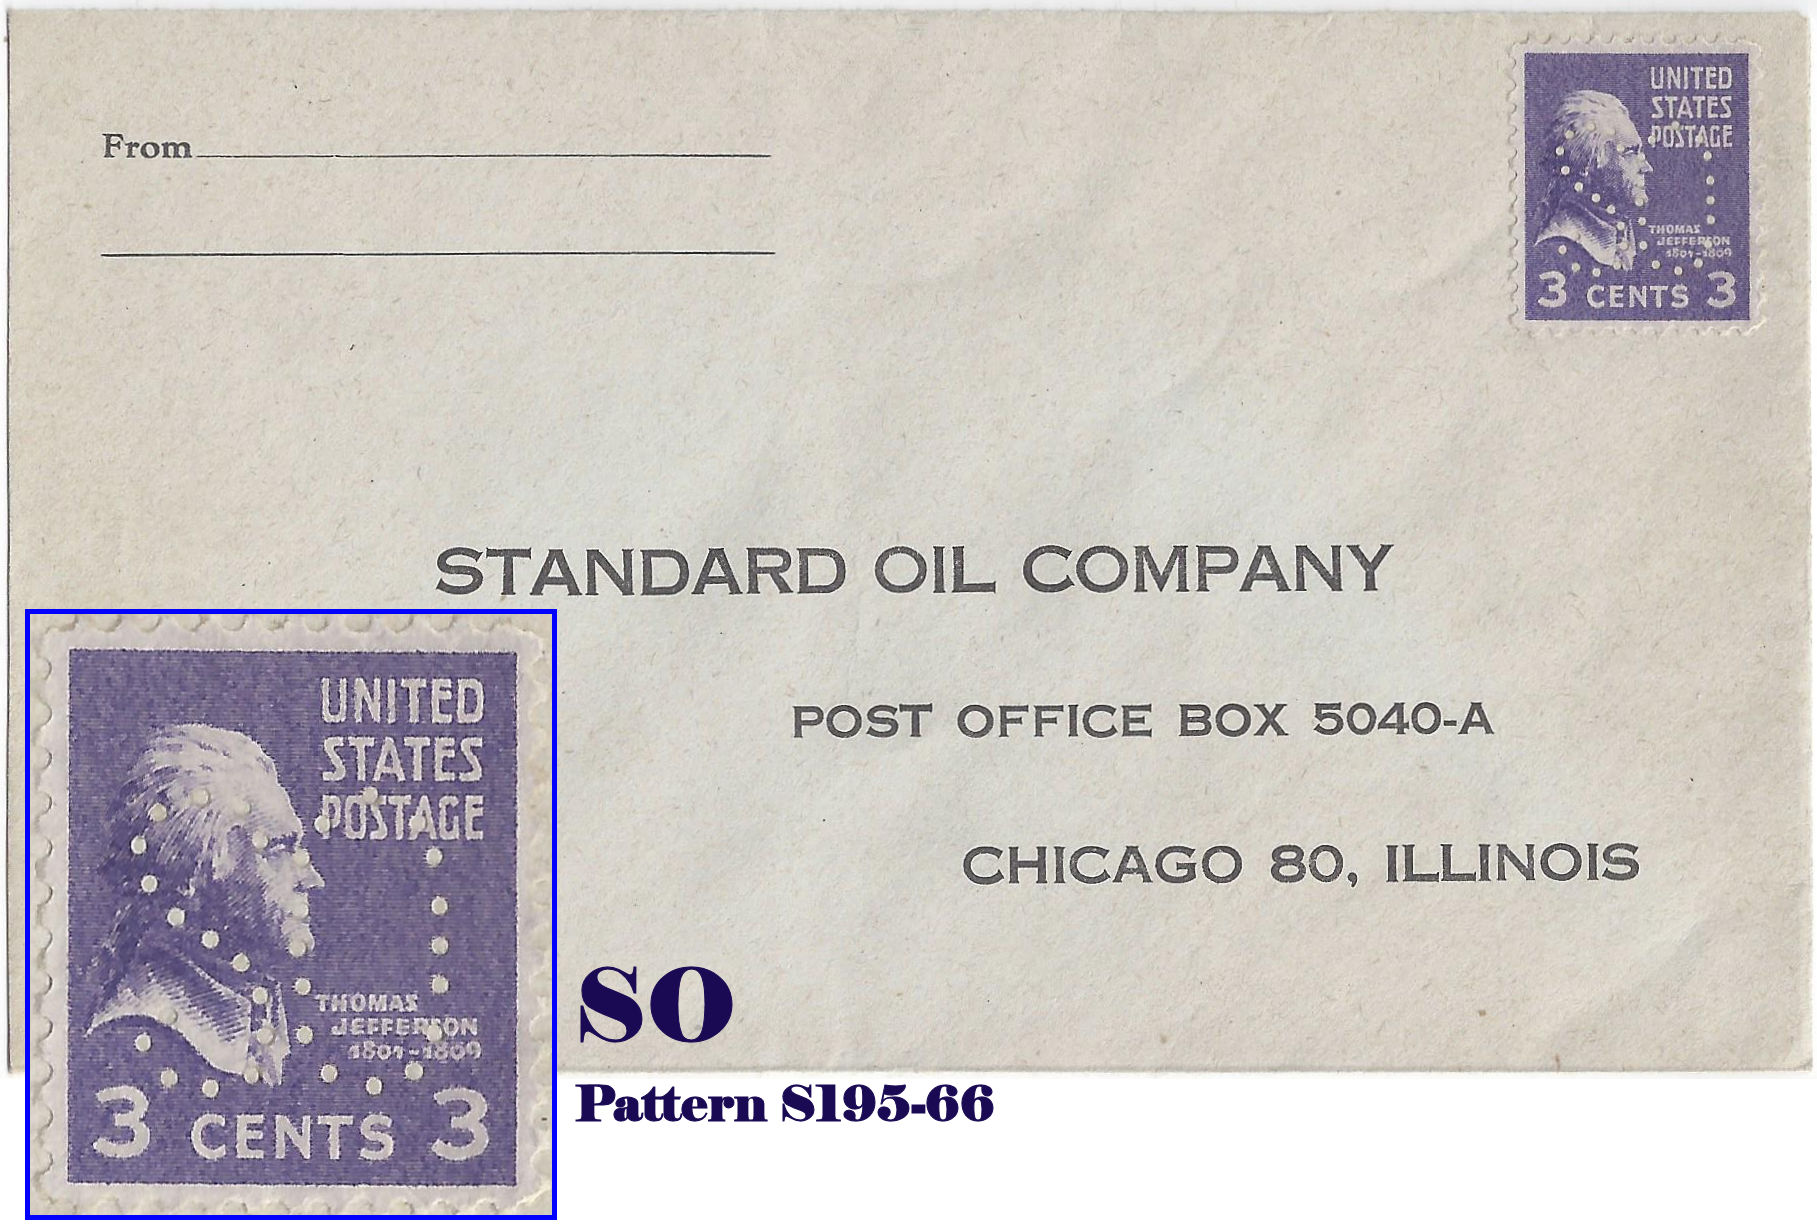 From
UNITED
STATES
POSTAGE
THOMAS
JEFFERSON
1801-1809
3 CENTS 3
STANDARD OIL COMPANY
POST OFFICE BOX 5040-A
CHICAGO 80, ILLINOIS
UNITED
STATES
POSTAGE
THOMAS
JEFFERSON
1801-1809
3 CENTS 3
SO
Pattern S195-66